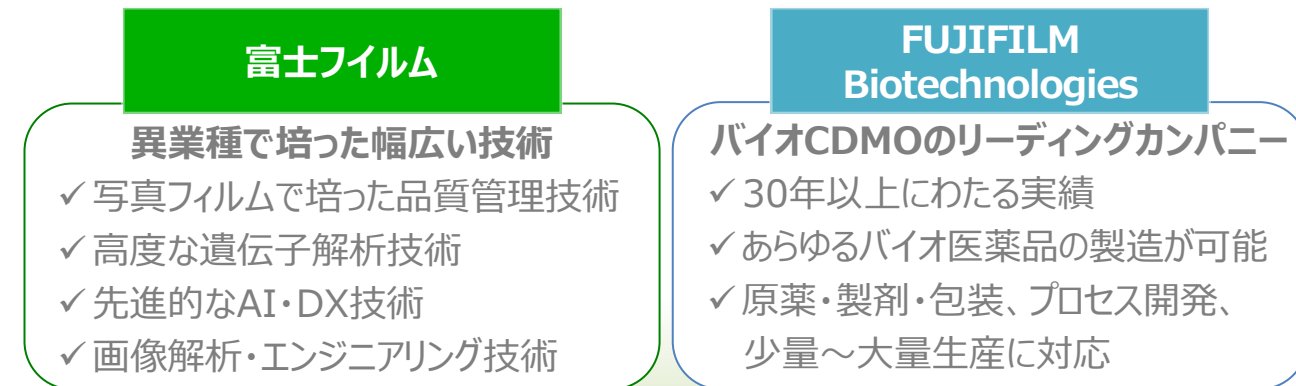 富士フイルム
異業種で培った幅広い技術
✓写真フィルムで培った品質管理技術
✓高度な遺伝子解析技術
✓先進的なAI・DX技術
✓画像解析・エンジニアリング技術
FUJIFILM
Biotechnologies
バイオCDMOのリーディングカンパニー
✓30年以上にわたる実績
✓あらゆるバイオ医薬品の製造が可能
✓原薬・製剤・包装、プロセス開発、
少量～大量生産に対応